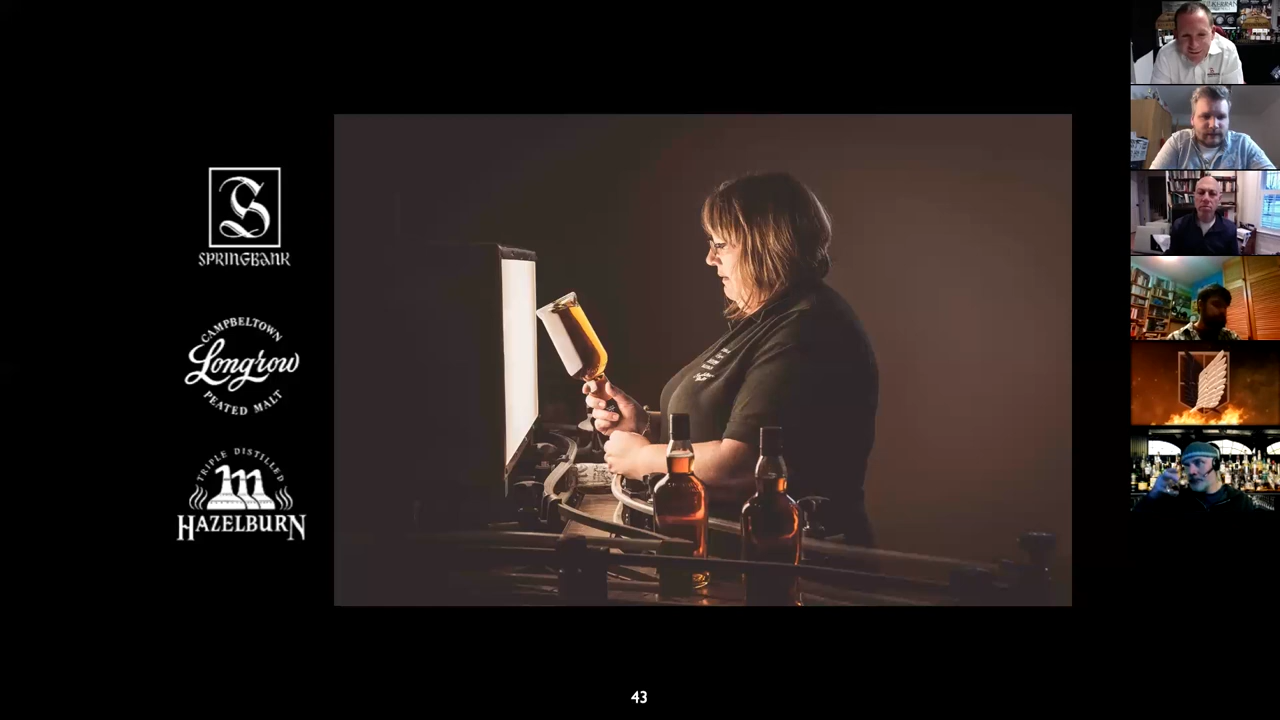 S
SPRINGBANK
CAMPBELTOWN
Longrow
PEATED MALT
TRIPLE DISTILLED
HAZELBURN
43